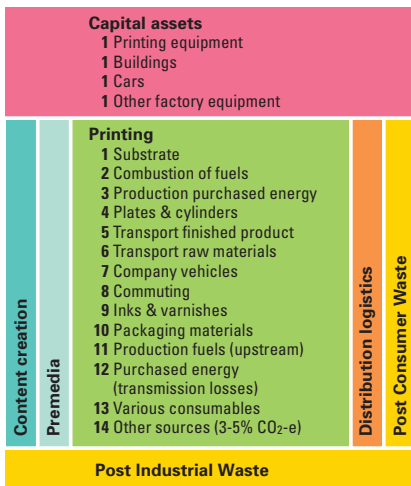 Capital assets
1 Printing equipment
1 Buildings
1 Cars
1 Other factory equipment
Content creation
Premedia
Printing
1 Substrate
2 Combustion of fuels
3 Production purchased energy
4 Plates & cylinders
5 Transport finished product
6 Transport raw materials
7 Company vehicles
8 Commuting
9 Inks & varnishes
10 Packaging materials
11 Production fuels (upstream)
12 Purchased energy
(transmission losses)
13 Various consumables
14 Other sources (3-5% CO₂-e)
Distribution logistics
Post Consumer Waste
Post Industrial Waste